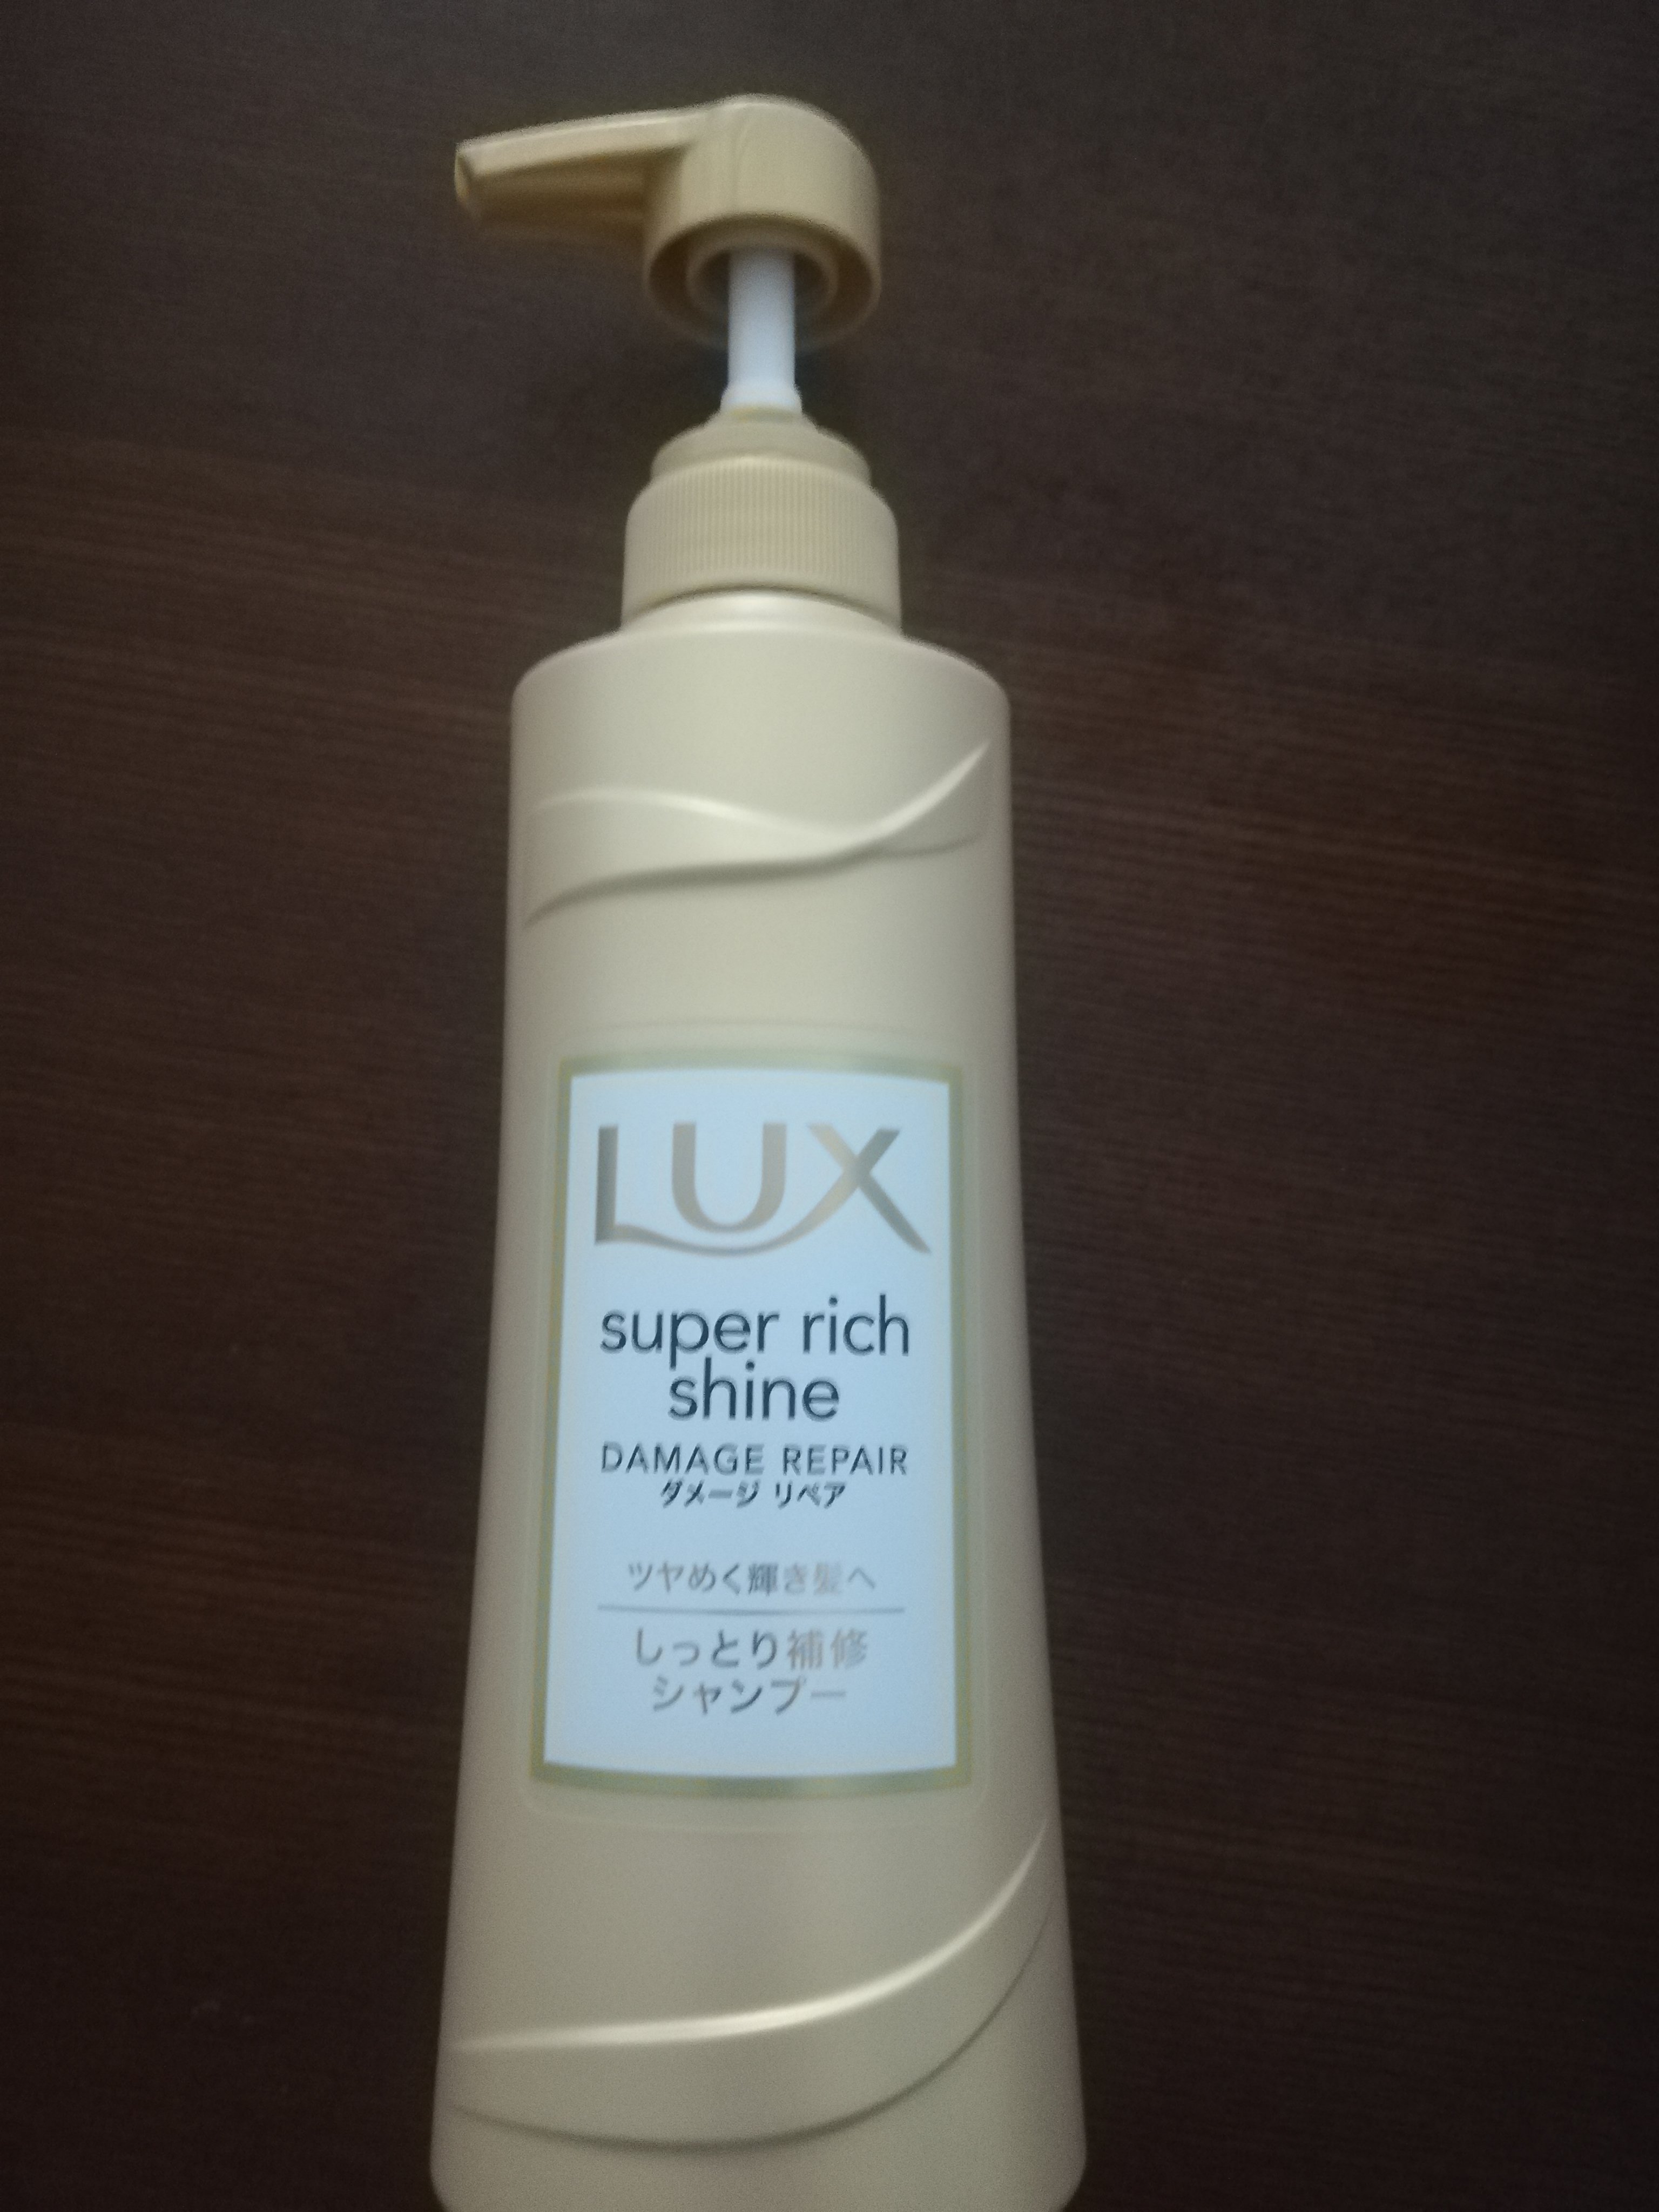 LUX
super rich
shine
DAMAGE REPAIR
ダメージ リペア
ツヤめく輝き髪へ
しっとり補修
シャンプー